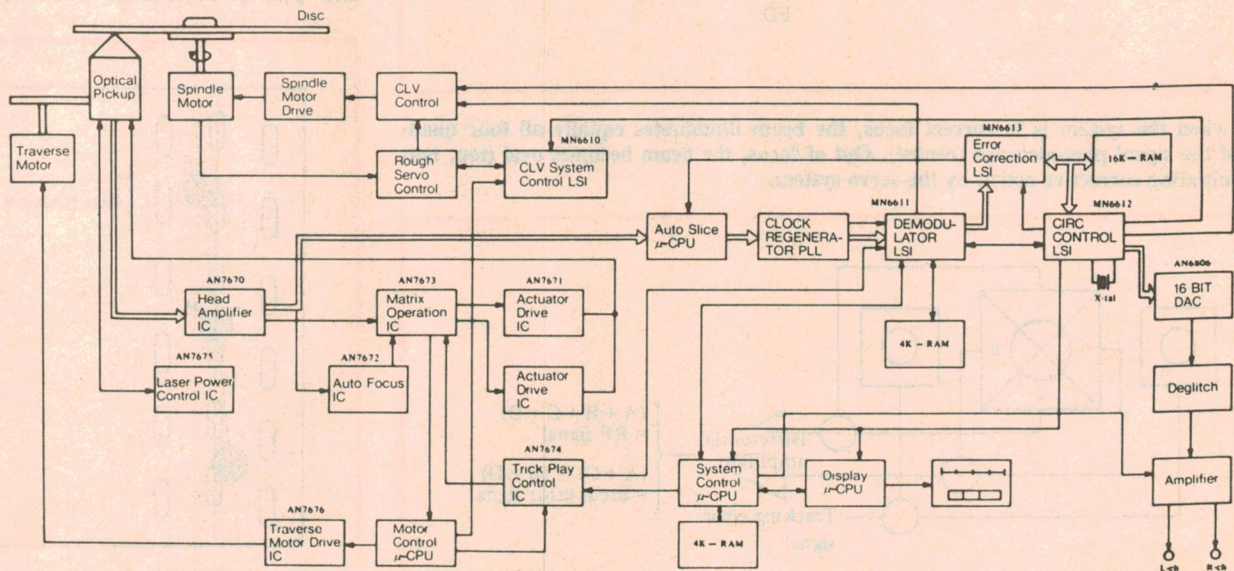 Disc
Optical
Pickup
Spindle
Motor
Spindle
Motor
Drive
CLV
Control
Traverse
Motor
Rough
Servo
Control
MN6610
CLV System
Control LSI
MN6613
Error
Correction
LSI
16K - RAM
Auto Slice
μ-CPU
CLOCK
REGENERA-
TOR PLL
MN6611
DEMODU-
LATOR
LSI
MN6612
CIRC
CONTROL
LSI
X-tal
AN6806
16 BIT
DAC
4K - RAM
AN7670
Head
Amplifier
IC
AN7673
Matrix
Operation
IC
AN7671
Actuator
Drive
IC
AN7675
Laser Power
Control IC
AN7672
Auto Focus
IC
Actuator
Drive
IC
Deglitch
AN7674
Trick Play
Control IC
System
Control
μ-CPU
Display
μ-CPU
Amplifier
AN7676
Traverse
Motor Drive
IC
Motor
Control
μ-CPU
4K - RAM
L ch
R ch